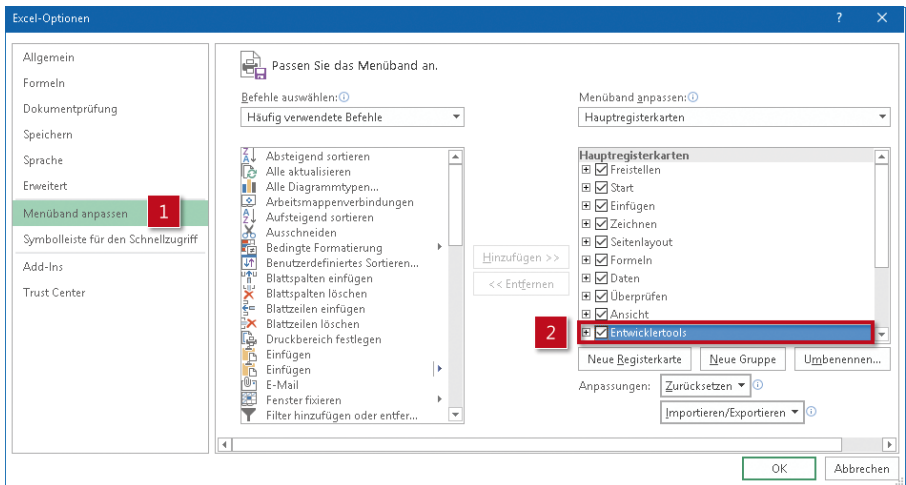 Excel-Optionen
Allgemein
Formeln
Dokumentprüfung
Speichern
Sprache
Erweitert
Menüband anpassen
1
Symbolleiste für den Schnellzugriff
Add-Ins
Trust Center
Passen Sie das Menüband an.
Befehle auswählen:
Häufig verwendete Befehle
Absteigend sortieren
Alle aktualisieren
Alle Diagrammtypen...
Arbeitsmappenverbindungen
Aufsteigend sortieren
Ausschneiden
Bedingte Formatierung
Benutzerdefiniertes Sortieren...
Blattspalten einfügen
Blattspalten löschen
Blattzeilen einfügen
Blattzeilen löschen
Druckbereich festlegen
Einfügen
Einfügen
E-Mail
Fenster fixieren
Filter hinzufügen oder entfer...
Hinzufügen >>
<< Entfernen
Menüband anpassen:
Hauptregisterkarten
Hauptregisterkarten
Freistellen
Start
Einfügen
Zeichnen
Seitenlayout
Formeln
Daten
Überprüfen
Ansicht
2
Entwicklertools
Neue Registerkarte
Neue Gruppe
Umbenennen...
Anpassungen:
Zurücksetzen
Importieren/Exportieren
OK
Abbrechen